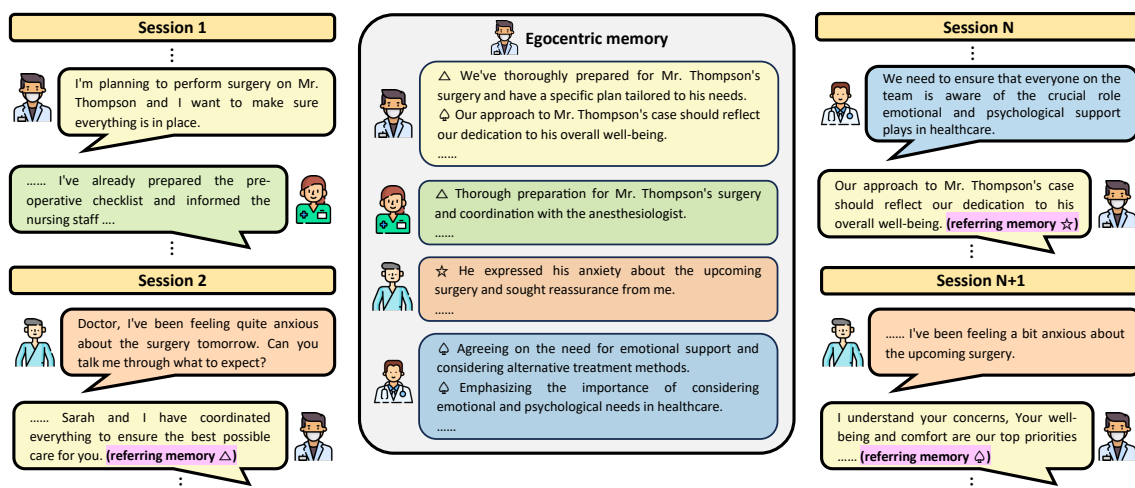 Session 1
⋮
I'm planning to perform surgery on Mr.
Thompson and I want to make sure
everything is in place.
...... I've already prepared the pre-
operative checklist and informed the
nursing staff ....
⋮
Session 2
Doctor, I've been feeling quite anxious
about the surgery tomorrow. Can you
talk me through what to expect?
...... Sarah and I have coordinated
everything to ensure the best possible
care for you. (referring memory △)
⋮
Egocentric memory
△ We've thoroughly prepared for Mr. Thompson's
surgery and have a specific plan tailored to his needs.
♤ Our approach to Mr. Thompson's case should reflect
our dedication to his overall well-being.
......
△ Thorough preparation for Mr. Thompson's surgery
and coordination with the anesthesiologist.
......
☆ He expressed his anxiety about the upcoming
surgery and sought reassurance from me.
......
♤ Agreeing on the need for emotional support and
considering alternative treatment methods.
♤ Emphasizing the importance of considering
emotional and psychological needs in healthcare.
......
Session N
⋮
We need to ensure that everyone on the
team is aware of the crucial role
emotional and psychological support
plays in healthcare.
Our approach to Mr. Thompson's case
should reflect our dedication to his
overall well-being. (referring memory ☆)
⋮
Session N+1
...... I've been feeling a bit anxious about
the upcoming surgery.
I understand your concerns, Your well-
being and comfort are our top priorities
...... (referring memory ♤)
⋮